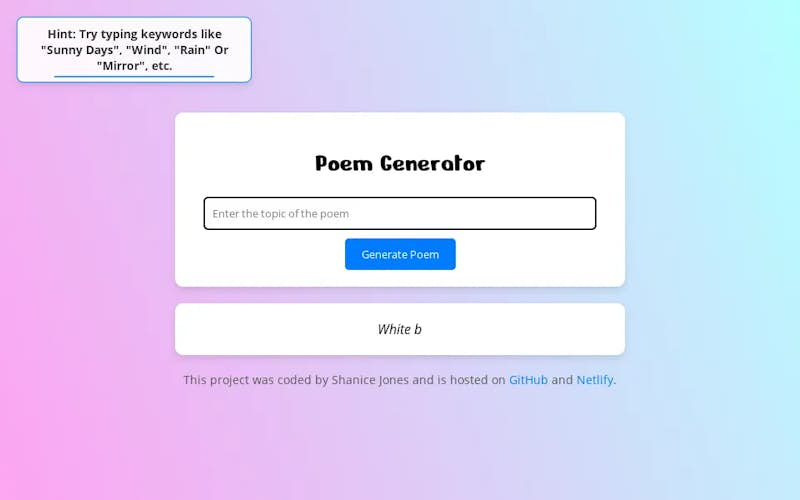 Hint: Try typing keywords like
"Sunny Days", "Wind", "Rain" Or
"Mirror", etc.
Poem Generator
Enter the topic of the poem
Generate Poem
White b
This project was coded by Shanice Jones and is hosted on GitHub and Netlify.